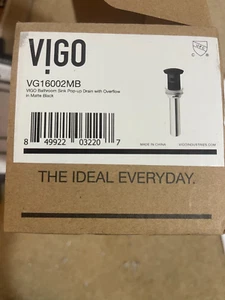 VIGO
VG16002MB
VIGO Bathroom Sink Pop-up Drain with Overflow
in Matte Black
8 49922 03220 7
MADE IN CHINA
VIGOINDUSTRIES.COM
THE IDEAL EVERYDAY.